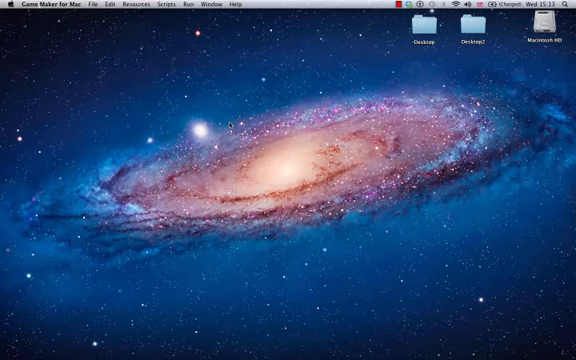 Game Maker for Mac File Edit Resources Scripts Run Window Help (Charged) Wed 15:13
Desktop Desktop2 Macintosh HD